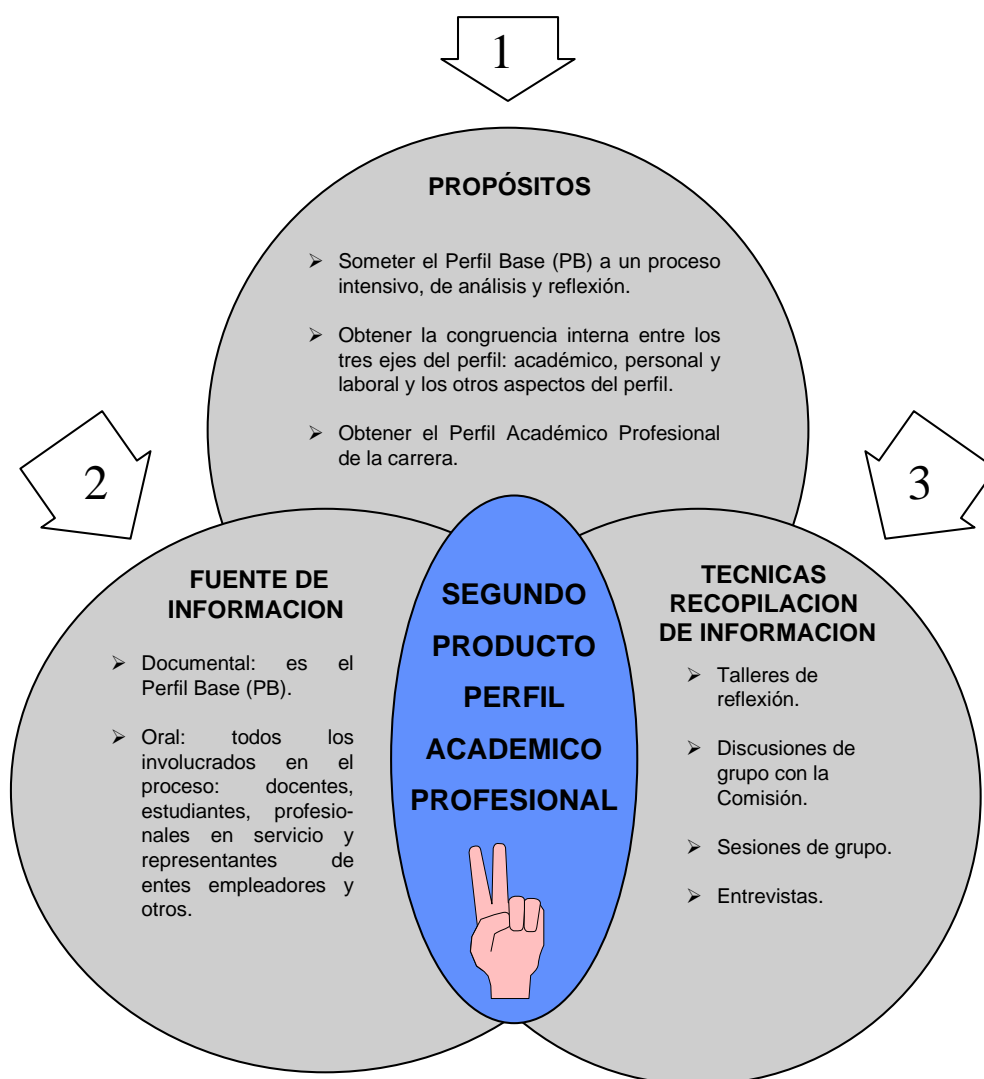 1
PROPÓSITOS
➢ Someter el Perfil Base (PB) a un proceso
intensivo, de análisis y reflexión.
➢ Obtener la congruencia interna entre los
tres ejes del perfil: académico, personal y
laboral y los otros aspectos del perfil.
➢ Obtener el Perfil Académico Profesional
de la carrera.
2
FUENTE DE
INFORMACION
➢ Documental: es el
Perfil Base (PB).
➢ Oral: todos los
involucrados en el
proceso: docentes,
estudiantes, profesio-
nales en servicio y
representantes de
entes empleadores y
otros.
SEGUNDO
PRODUCTO
PERFIL
ACADEMICO
PROFESIONAL
3
TECNICAS
RECOPILACION
DE INFORMACION
➢ Talleres de
reflexión.
➢ Discusiones de
grupo con la
Comisión.
➢ Sesiones de grupo.
➢ Entrevistas.